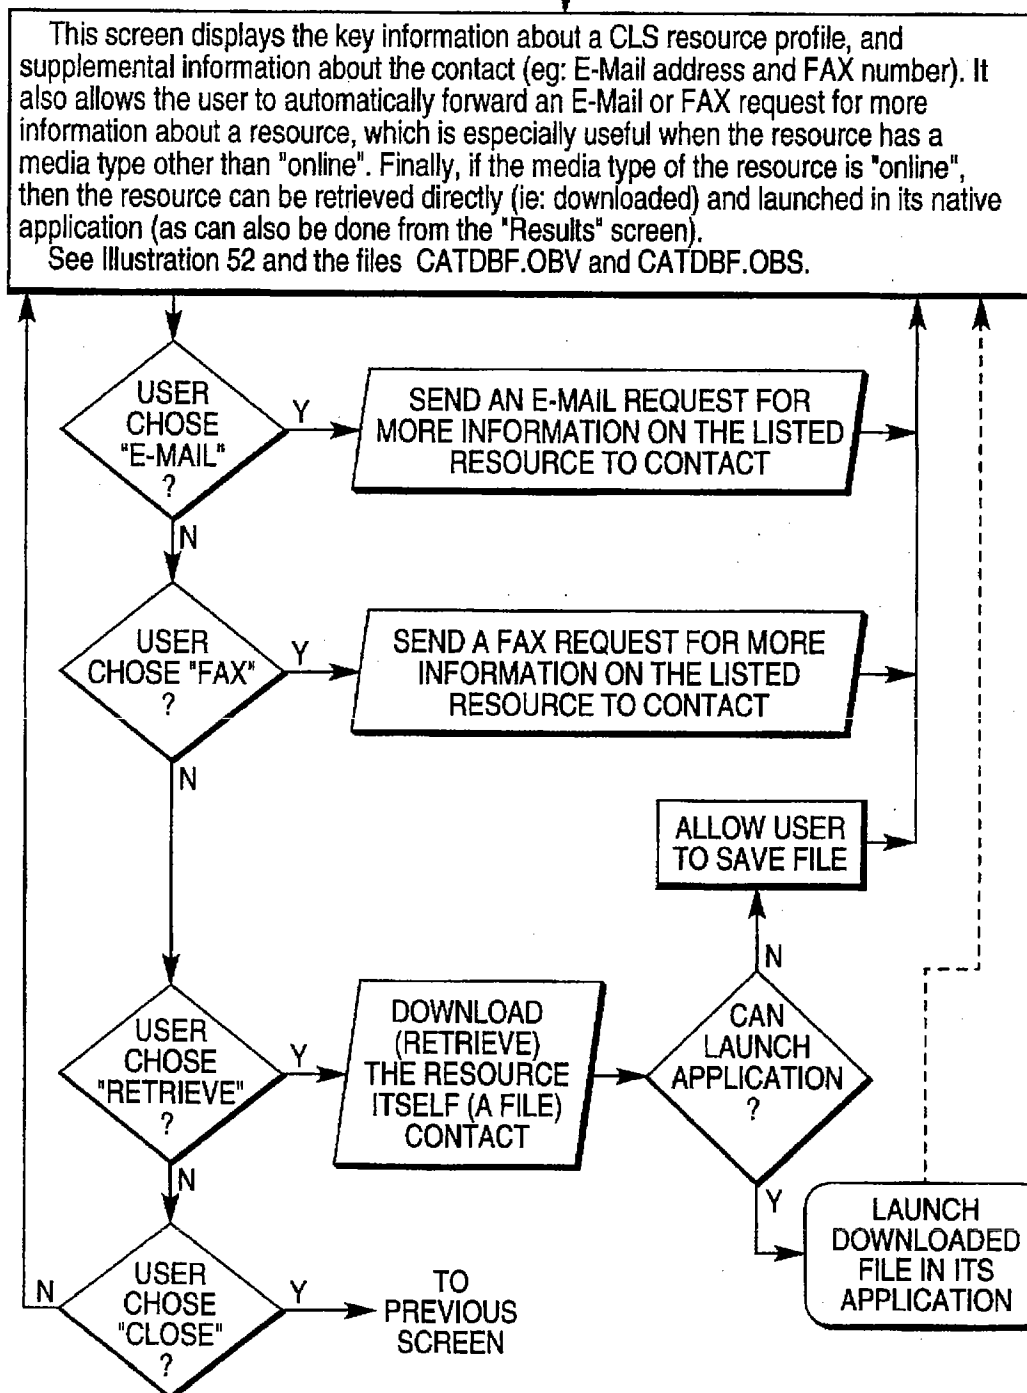 This screen displays the key information about a CLS resource profile, and
supplemental information about the contact (eg: E-Mail address and FAX number). It
also allows the user to automatically forward an E-Mail or FAX request for more
information about a resource, which is especially useful when the resource has a
media type other than "online". Finally, if the media type of the resource is "online",
then the resource can be retrieved directly (ie: downloaded) and launched in its native
application (as can also be done from the "Results" screen).
See Illustration 52 and the files CATDBF.OBV and CATDBF.OBS.
USER
CHOSE
"E-MAIL"
?
Y
SEND AN E-MAIL REQUEST FOR
MORE INFORMATION ON THE LISTED
RESOURCE TO CONTACT
N
USER
CHOSE "FAX"
?
Y
SEND A FAX REQUEST FOR MORE
INFORMATION ON THE LISTED
RESOURCE TO CONTACT
N
ALLOW USER
TO SAVE FILE
N
USER
CHOSE
"RETRIEVE"
?
Y
DOWNLOAD
(RETRIEVE)
THE RESOURCE
ITSELF (A FILE)
CONTACT
CAN
LAUNCH
APPLICATION
?
N
Y
LAUNCH
DOWNLOADED
FILE IN ITS
APPLICATION
N
USER
CHOSE
"CLOSE"
?
Y
TO
PREVIOUS
SCREEN